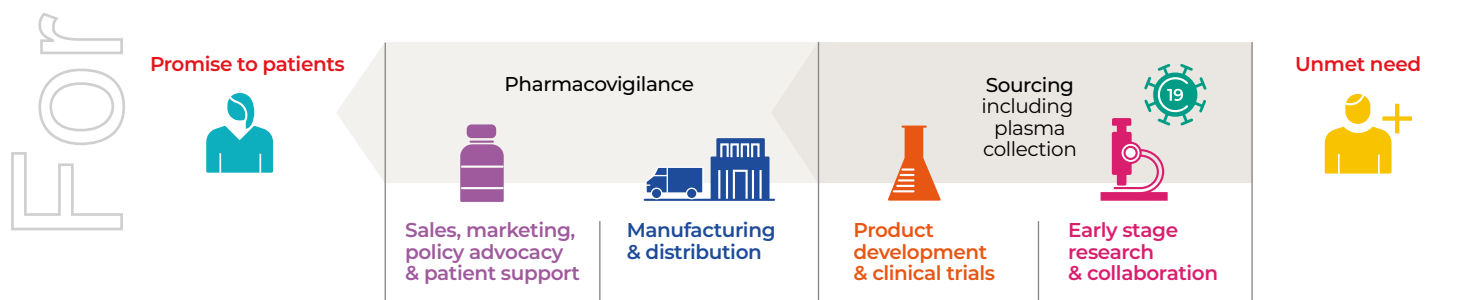 For
Promise to patients
Pharmacovigilance
Sourcing
including
plasma
collection
19
Unmet need
Sales, marketing,
policy advocacy
& patient support
Manufacturing
& distribution
Product
development
& clinical trials
Early stage
research
& collaboration